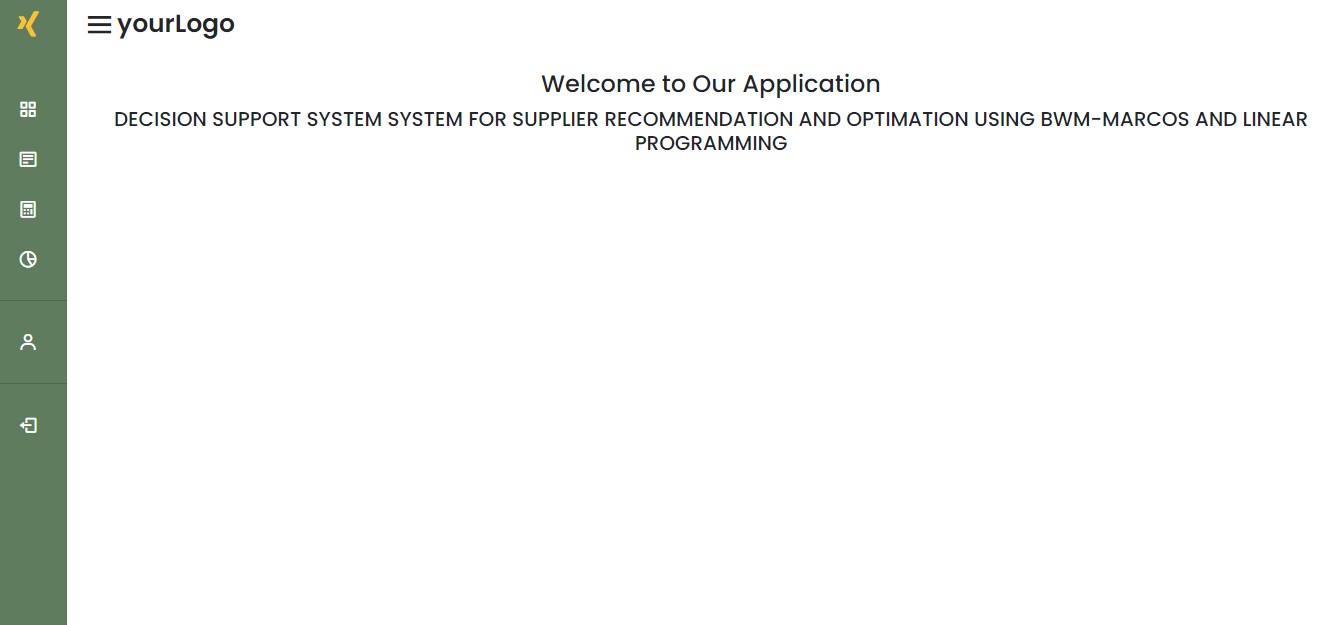 yourLogo
Welcome to Our Application
DECISION SUPPORT SYSTEM SYSTEM FOR SUPPLIER RECOMMENDATION AND OPTIMATION USING BWM-MARCOS AND LINEAR
PROGRAMMING